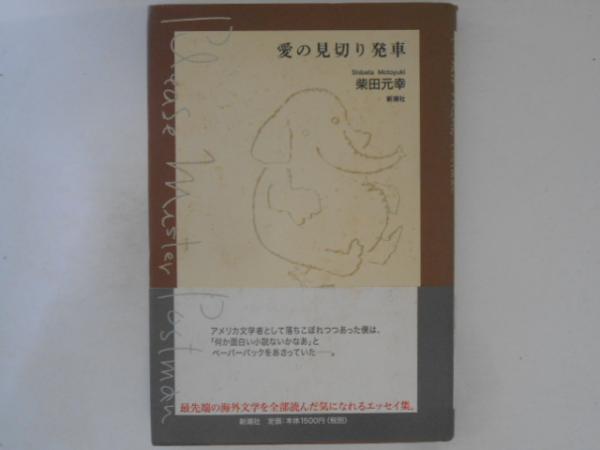 愛の見切り発車
Shibata Motoyuki
柴田元幸
新潮社
Please Mister Postman
アメリカ文学者として落ちこぼれつつあった僕は、
「何か面白い小説ないかなあ」と
ペーパーバックをあさっていた――。
最先端の海外文学を全部読んだ気になれるエッセイ集。
新潮社 定価:本体1500円(税別)